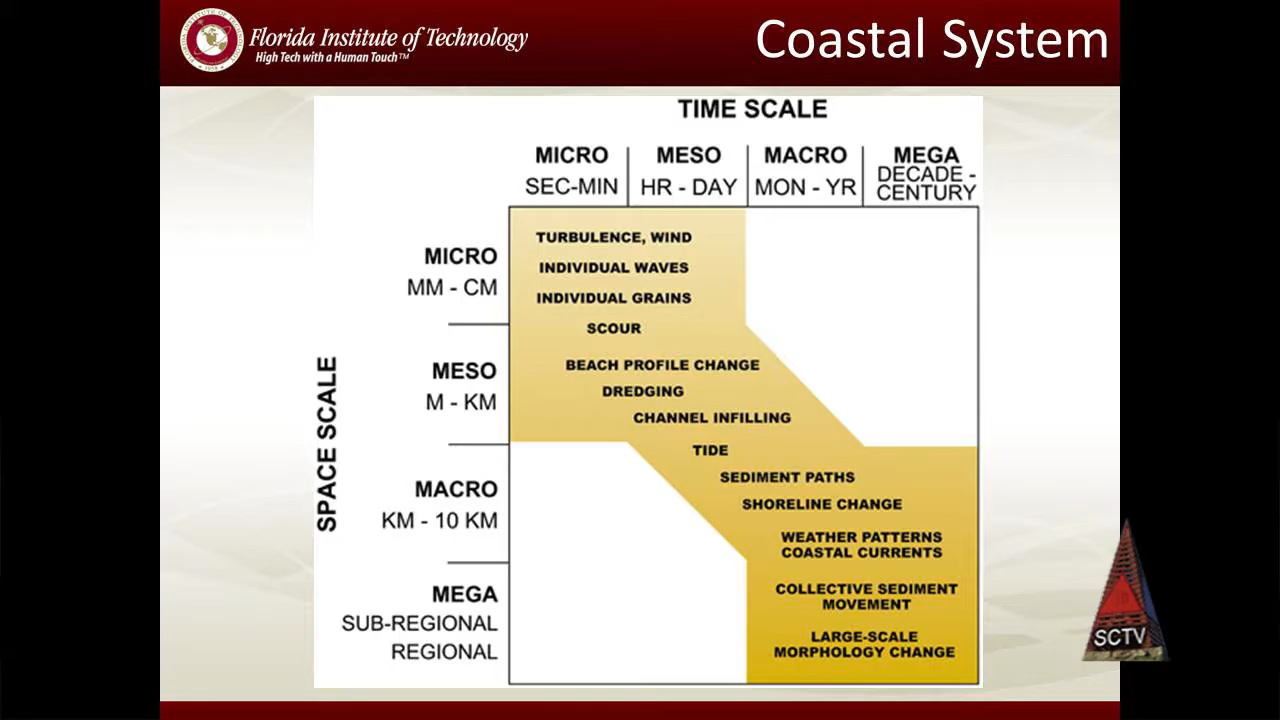 Florida Institute of Technology
High Tech with a Human Touch™
Coastal System
TIME SCALE
MICRO
SEC-MIN
MESO
HR - DAY
MACRO
MON - YR
MEGA
DECADE -
CENTURY
SPACE SCALE
MICRO
MM - CM
MESO
M - KM
MACRO
KM - 10 KM
MEGA
SUB-REGIONAL
REGIONAL
TURBULENCE, WIND
INDIVIDUAL WAVES
INDIVIDUAL GRAINS
SCOUR
BEACH PROFILE CHANGE
DREDGING
CHANNEL INFILLING
TIDE
SEDIMENT PATHS
SHORELINE CHANGE
WEATHER PATTERNS
COASTAL CURRENTS
COLLECTIVE SEDIMENT
MOVEMENT
LARGE-SCALE
MORPHOLOGY CHANGE
SCTV